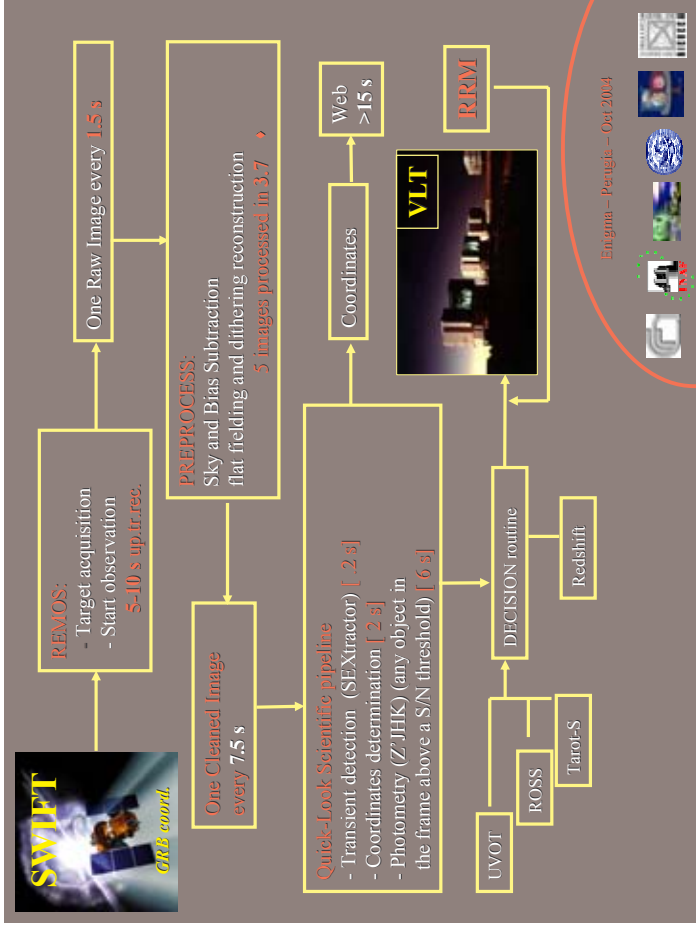 SWIFT
GRB coord.
REMOS:
- Target acquisition
- Start observation
5-10 s up.tr.rec.
One Raw Image every 1.5 s
PREPROCESS:
Sky and Bias Subtraction
flat fielding and dithering reconstruction
5 images processed in 3.7
One Cleaned Image
every 7.5 s
Quick-Look Scientific pipeline
- Transient detection (SEXtractor) [ .2 s]
- Coordinates determination [ 2 s]
- Photometry (Z’JHK) (any object in
the frame above a S/N threshold) [ 6 s]
Coordinates
Web
>15 s
UVOT
ROSS
Tarot-S
DECISION routine
Redshift
VLT
RRM
Enigma – Perugia – Oct 2004
INAF